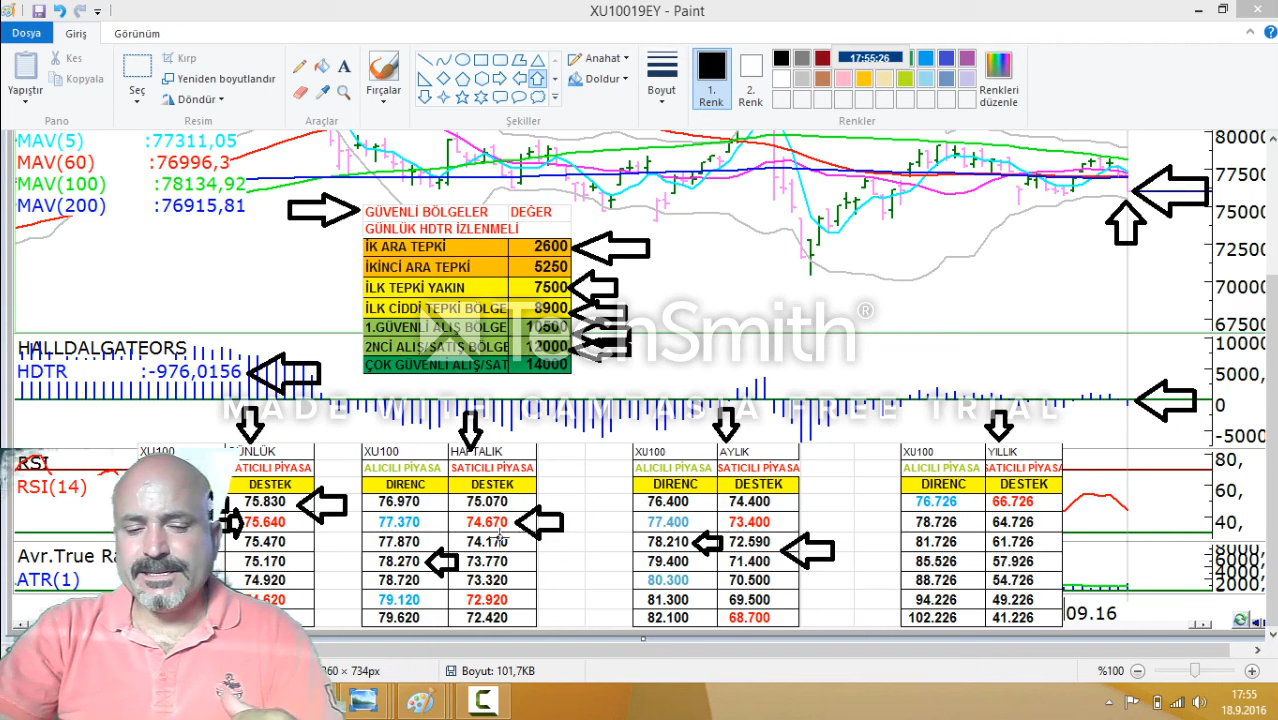 XU10019EY - Paint
Dosya
Giriş
Görünüm
Yapıştır
Kes
Kopyala
Pano
Seç
Kırp
Yeniden boyutlandır
Döndür
Resim
A
Araçlar
Fırçalar
Anahat
Doldur
Şekiller
Boyut
1.
Renk
2.
Renk
17:55:26
Renkleri
düzenle
Renkler
MAV(5) :77311,05
MAV(60) :76996,3
MAV(100) :78134,92
MAV(200) :76915,81
80000
77500
75000
72500
70000
67500
10000
5000,
0
-5000
GÜVENLİ BÖLGELER DEĞER
GÜNLÜK HDTR İZLENMELİ
İK ARA TEPKİ 2600
İKİNCİ ARA TEPKİ 5250
İLK TEPKİ YAKIN 7500
İLK CİDDİ TEPKİ BÖLGE 8900
1.GÜVENLİ ALIŞ BÖLGE 10500
2NCİ ALIŞ/SATIŞ BÖLG 12000
ÇOK GÜVENLİ ALIŞ/SAT 14000
TechSmith®
MADE WITH CAMTASIA FREE TRIAL
HALLDALGATEORS
HDTR :-976,0156
RSI
RSI(14)
Avr.True Ra
ATR(1)
XU100 GÜNLÜK
SATICILI PİYASA
DESTEK
75.830
75.640
75.470
75.170
74.920
XU100 HAFTALIK
ALICILI PİYASA SATICILI PİYASA
DIRENC DESTEK
76.970 75.070
77.370 74.670
77.870 74.170
78.270 73.770
78.720 73.320
79.120 72.920
79.620 72.420
XU100 AYLIK
ALICILI PİYASA SATICILI PİYASA
DIRENC DESTEK
76.400 74.400
77.400 73.400
78.210 72.590
79.400 71.400
80.300 70.500
81.300 69.500
82.100 68.700
XU100 YILLIK
ALICILI PİYASA SATICILI PİYASA
DIRENC DESTEK
76.726 66.726
78.726 64.726
81.726 61.726
85.526 57.926
88.726 54.726
94.226 49.226
102.226 41.226
80,
60,
40,
8000
2000,
09.16
360 × 734px
Boyut: 101,7KB
%100
17:55
18.9.2016